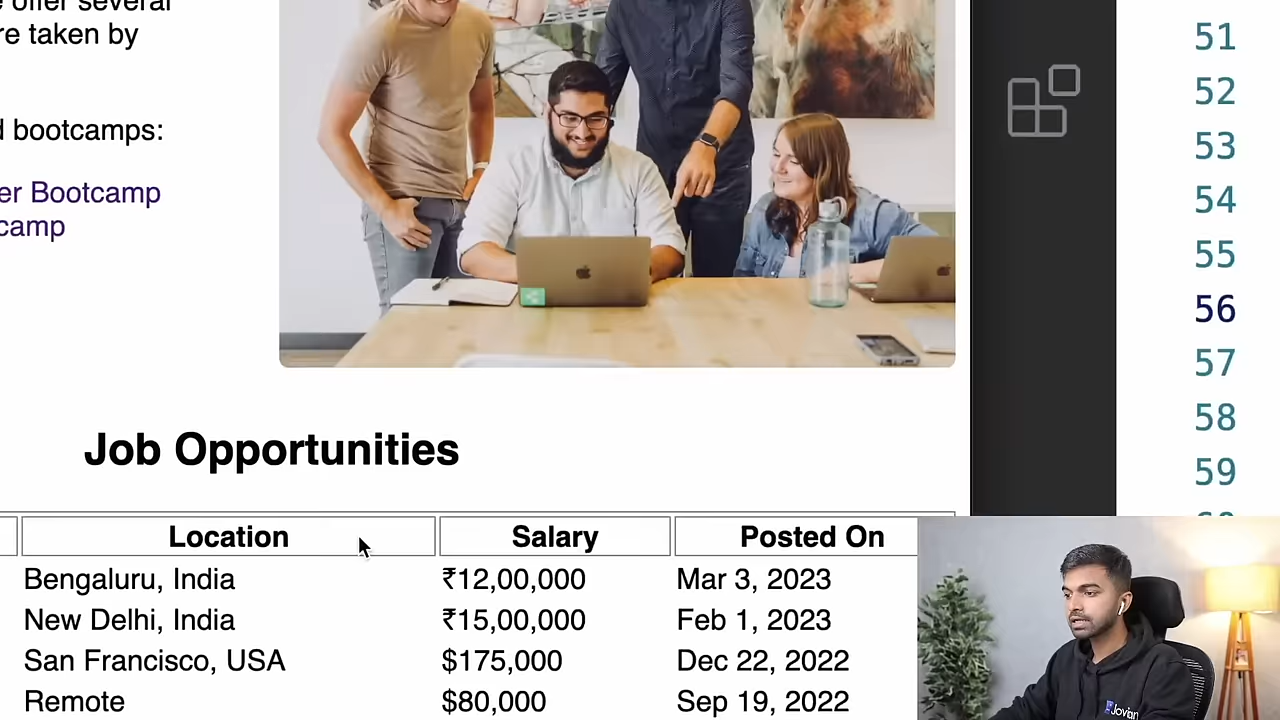 offer several
re taken by
bootcamps:
er Bootcamp
camp
Job Opportunities
Location Salary Posted On
Bengaluru, India ₹12,00,000 Mar 3, 2023
New Delhi, India ₹15,00,000 Feb 1, 2023
San Francisco, USA $175,000 Dec 22, 2022
Remote $80,000 Sep 19, 2022
51
52
53
54
55
56
57
58
59
Jovian